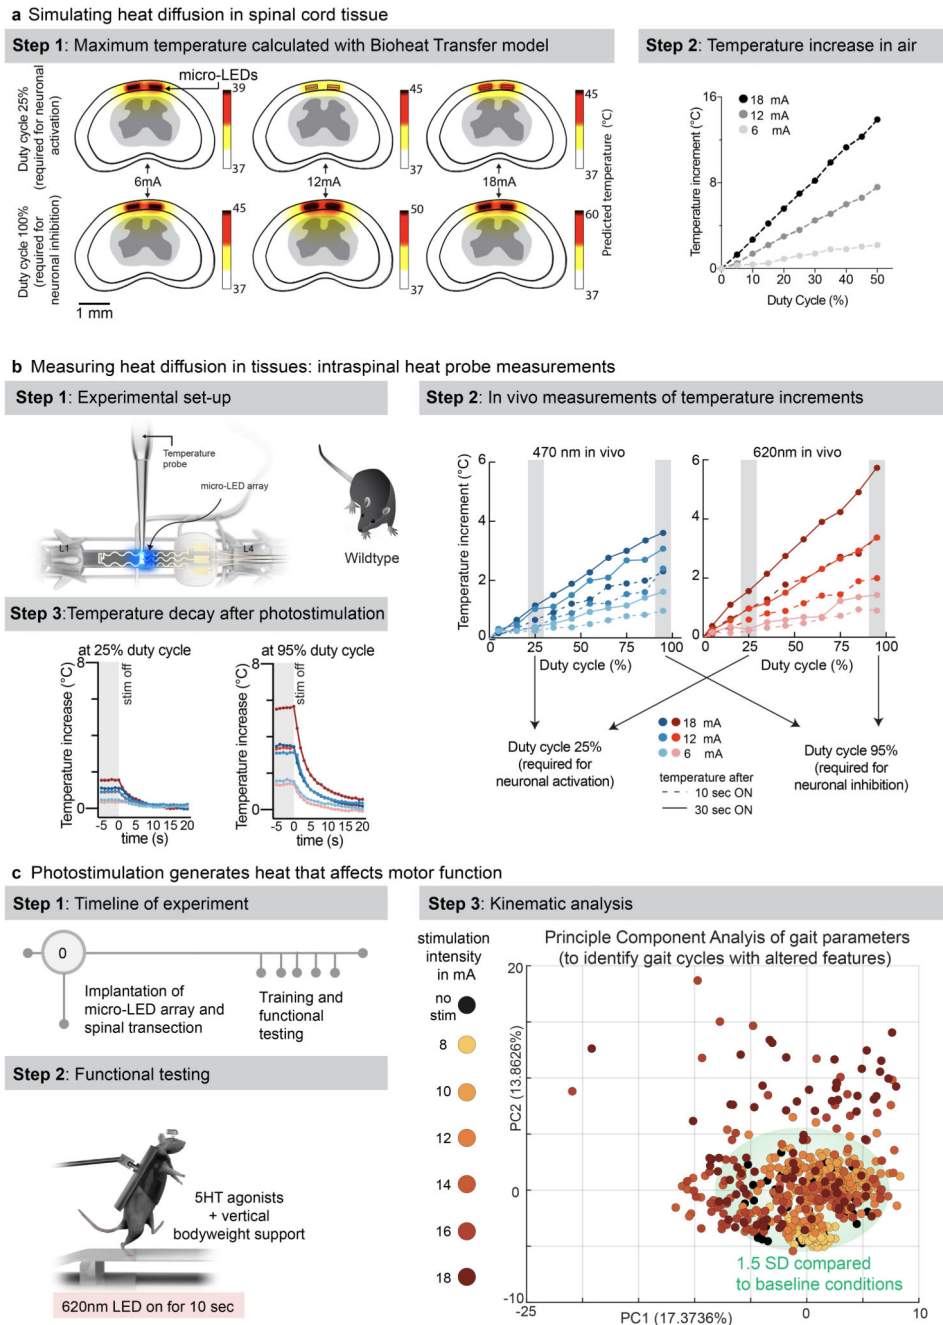 a Simulating heat diffusion in spinal cord tissue
Step 1: Maximum temperature calculated with Bioheat Transfer model
micro-LEDs
Duty cycle 25%
(required for neuronal
activation)
39
37
45
37
45
37
6mA
12mA
18mA
Duty cycle 100%
(required for
neuronal inhibition)
45
37
50
37
60
37
Predicted temperature (°C)
1 mm
Step 2: Temperature increase in air
Temperature increment (°C)
16
8
0
18 mA
12 mA
6 mA
0 10 20 30 40 50
Duty Cycle (%)
b Measuring heat diffusion in tissues: intraspinal heat probe measurements
Step 1: Experimental set-up
Temperature
probe
micro-LED array
L1
L4
Wildtype
Step 2: In vivo measurements of temperature increments
470 nm in vivo
Temperature increment (°C)
6
4
2
0
0 25 50 75 100
Duty cycle (%)
620nm in vivo
6
4
2
0
0 25 50 75 100
Duty cycle (%)
Duty cycle 25%
(required for
neuronal activation)
18 mA
12 mA
6 mA
temperature after
10 sec ON
30 sec ON
Duty cycle 95%
(required for
neuronal inhibition)
Step 3:Temperature decay after photostimulation
at 25% duty cycle
Temperature increase (°C)
8
0
stim off
-5 0 5 10 15 20
time (s)
at 95% duty cycle
Temperature increase (°C)
8
0
stim off
-5 0 5 10 15 20
time (s)
c Photostimulation generates heat that affects motor function
Step 1: Timeline of experiment
0
Implantation of
micro-LED array and
spinal transection
Training and
functional
testing
Step 2: Functional testing
5HT agonists
+ vertical
bodyweight support
620nm LED on for 10 sec
Step 3: Kinematic analysis
stimulation
intensity
in mA
no
stim
8
10
12
14
16
18
Principle Component Analyis of gait parameters
(to identify gait cycles with altered features)
20
0
-10
PC2 (13.8626%)
1.5 SD compared
to baseline conditions
-25 0 10
PC1 (17.3736%)